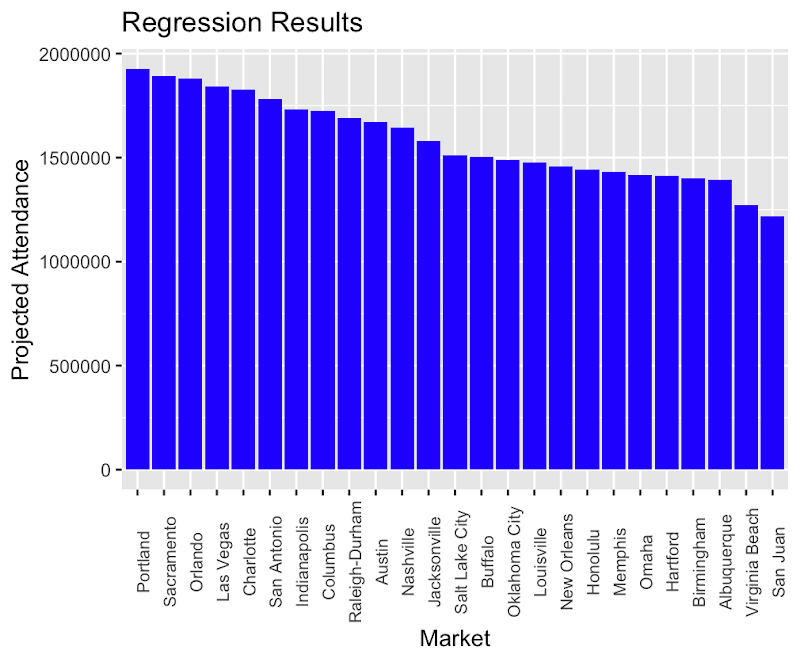 Regression Results
Projected Attendance
2000000
1500000
1000000
500000
0
Portland
Sacramento
Orlando
Las Vegas
Charlotte
San Antonio
Indianapolis
Columbus
Raleigh-Durham
Austin
Nashville
Jacksonville
Salt Lake City
Buffalo
Oklahoma City
Louisville
New Orleans
Honolulu
Memphis
Omaha
Hartford
Birmingham
Albuquerque
Virginia Beach
San Juan
Market